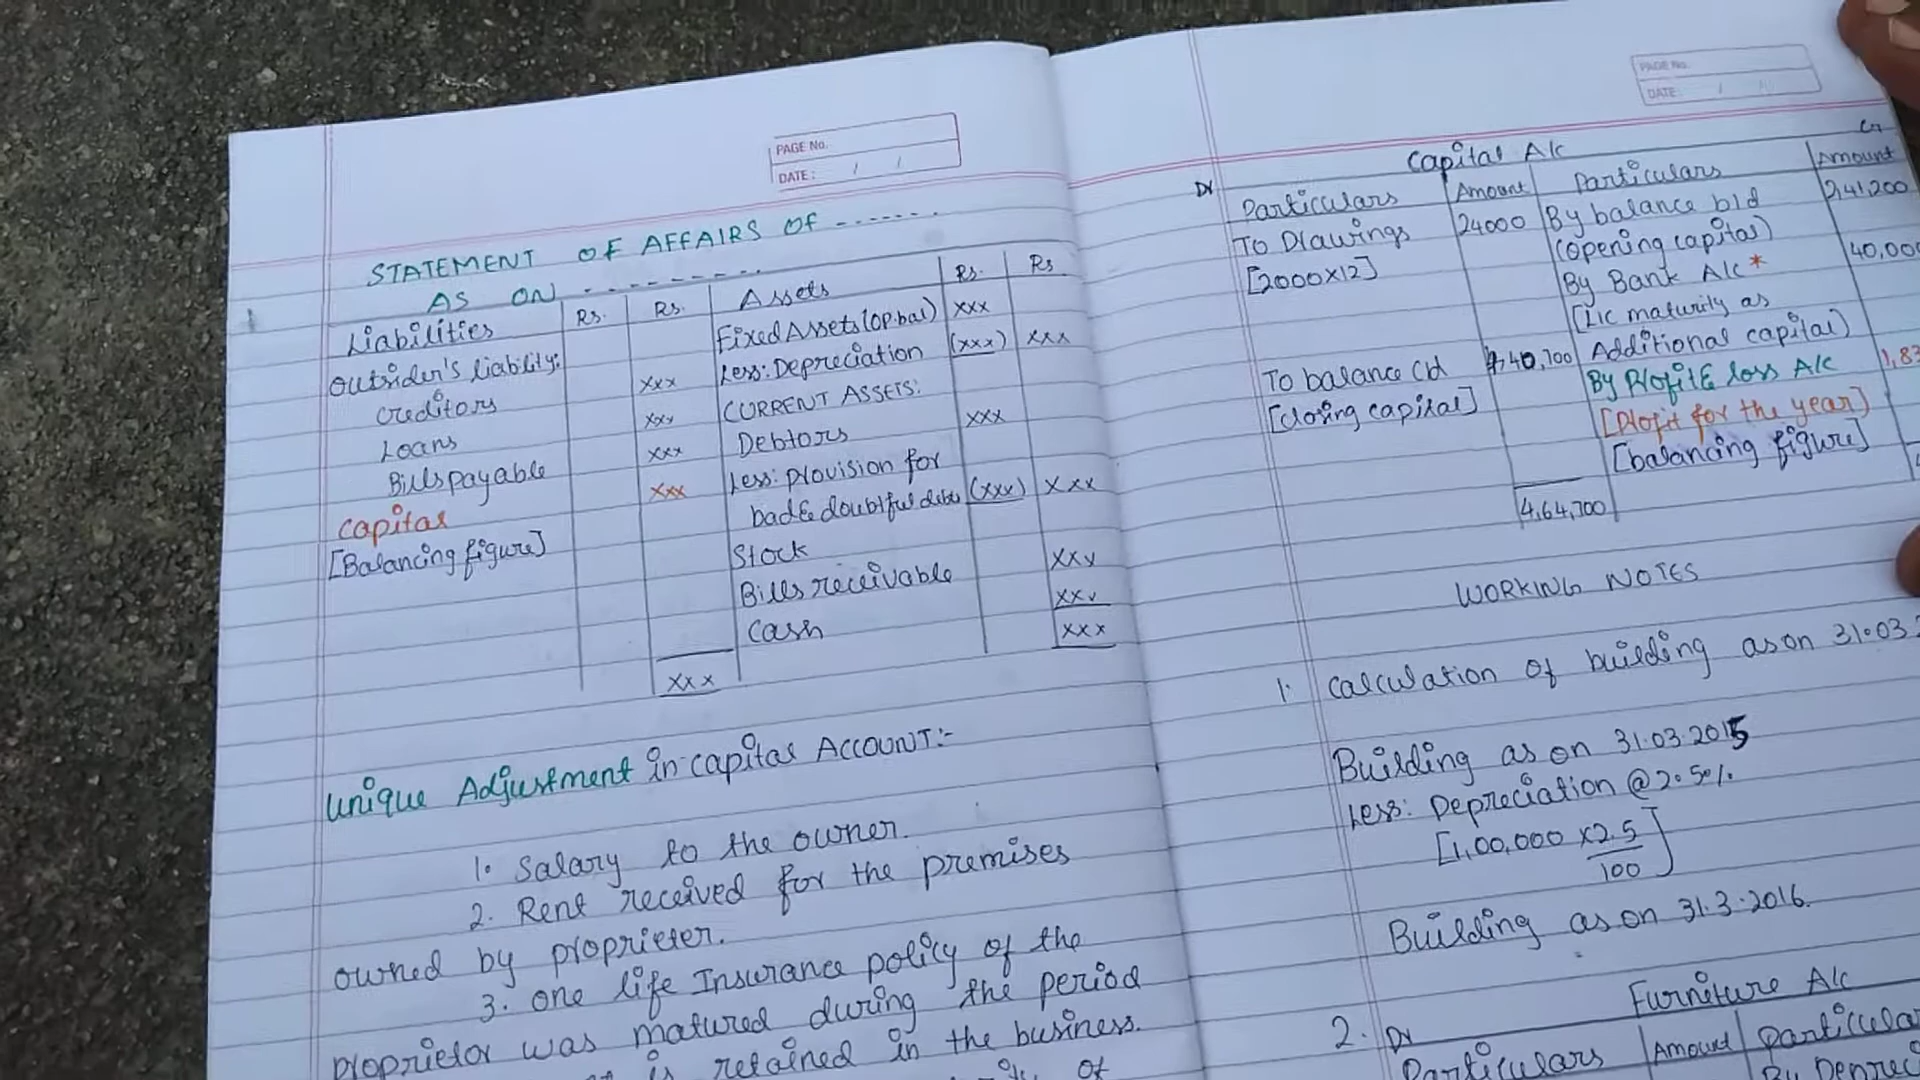 PAGE No.
DATE: / /
STATEMENT OF AFFAIRS OF ------
AS ON -------
Liabilities Rs. Rs. Assets Rs. Rs
Outsider's liability: Fixed Assets (op.bal) xxx
Creditors xxx Less: Depreciation (xxx) xxx
Loans xxx CURRENT ASSETS:
Bills payable xxx Debtors xxx
Capital xxx Less: provision for
[Balancing figure] bad & doubtful debts (xxx) xxx
Stock xxx
Bills receivable xxx
Cash xxx
xxx
Unique Adjustment in capital ACCOUNT:-
1. Salary to the owner.
2. Rent received for the premises
owned by proprieter.
3. One life Insurance policy of the
proprietor was matured during the period
is retained in the business.
of
PAGE No.
DATE: / /
Capital A/c
Dr Cr
Particulars Amount Particulars Amount
To Drawings 24000 By balance b/d 2,41,200
[2000x12] (opening capital)
By Bank A/c * 40,000
[LIC maturity as
Additional capital)
To balance c/d 4,40,700 By Profit & loss A/c 1,83
[closing capital] [Profit for the year]
[balancing figure]
4,64,700
WORKING NOTES
1. Calculation of building as on 31.03.
Building as on 31.03.2015
Less: Depreciation @ 2.5%
[1,00,000 x 2.5
100]
Building as on 31.3.2016.
Furniture A/c
2. Dr
Particulars Amount Particula
By Deprec